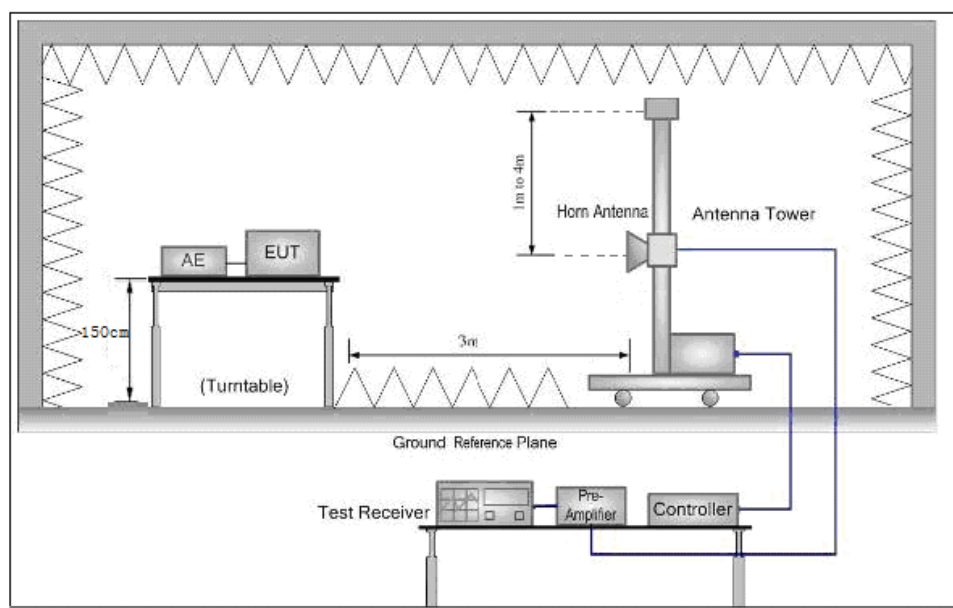 1m to 4m
Horn Antenna
Antenna Tower
AE
EUT
150cm
3m
(Turntable)
Ground Reference Plane
Test Receiver
Pre-
Amplifier
Controller